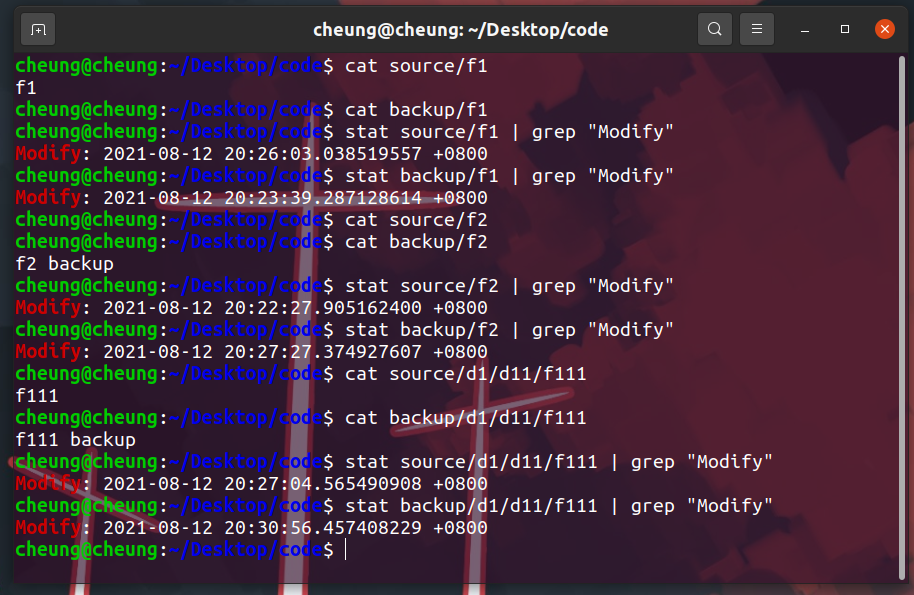 cheung@cheung: ~/Desktop/code
cheung@cheung:~/Desktop/code$ cat source/f1
f1
cheung@cheung:~/Desktop/code$ cat backup/f1
cheung@cheung:~/Desktop/code$ stat source/f1 | grep "Modify"
Modify: 2021-08-12 20:26:03.038519557 +0800
cheung@cheung:~/Desktop/code$ stat backup/f1 | grep "Modify"
Modify: 2021-08-12 20:23:39.287128614 +0800
cheung@cheung:~/Desktop/code$ cat source/f2
cheung@cheung:~/Desktop/code$ cat backup/f2
f2 backup
cheung@cheung:~/Desktop/code$ stat source/f2 | grep "Modify"
Modify: 2021-08-12 20:22:27.905162400 +0800
cheung@cheung:~/Desktop/code$ stat backup/f2 | grep "Modify"
Modify: 2021-08-12 20:27:27.374927607 +0800
cheung@cheung:~/Desktop/code$ cat source/d1/d11/f111
f111
cheung@cheung:~/Desktop/code$ cat backup/d1/d11/f111
f111 backup
cheung@cheung:~/Desktop/code$ stat source/d1/d11/f111 | grep "Modify"
Modify: 2021-08-12 20:27:04.565490908 +0800
cheung@cheung:~/Desktop/code$ stat backup/d1/d11/f111 | grep "Modify"
Modify: 2021-08-12 20:30:56.457408229 +0800
cheung@cheung:~/Desktop/code$